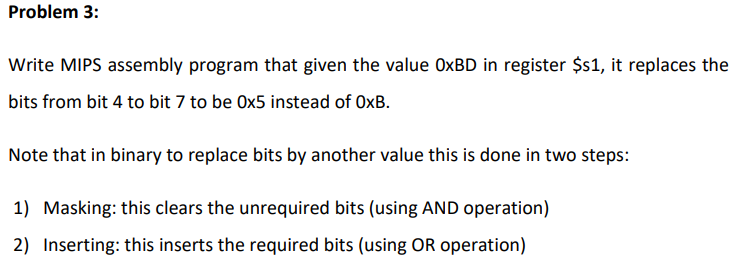 Problem 3:
Write MIPS assembly program that given the value 0xBD in register $s1, it replaces the
bits from bit 4 to bit 7 to be 0x5 instead of 0xB.
Note that in binary to replace bits by another value this is done in two steps:
1) Masking: this clears the unrequired bits (using AND operation)
2) Inserting: this inserts the required bits (using OR operation)